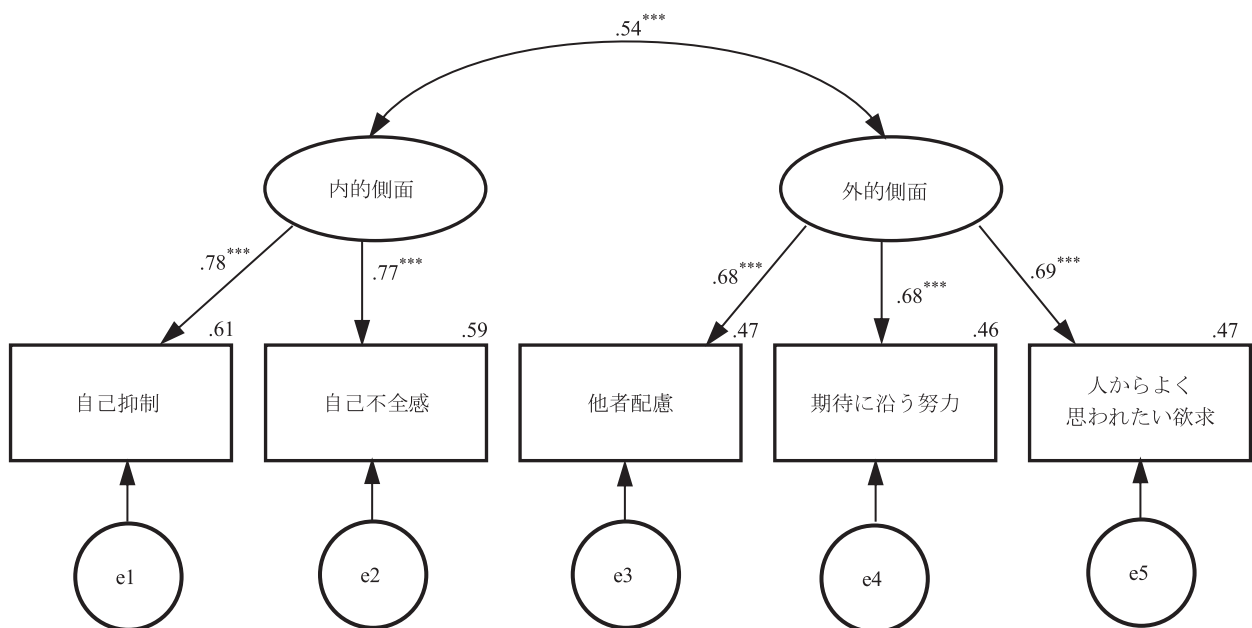 .54***
内的側面
外的側面
.78***
.77***
.68***
.68***
.69***
.61
.59
.47
.46
.47
自己抑制
自己不全感
他者配慮
期待に沿う努力
人からよく
思われたい欲求
e1
e2
e3
e4
e5